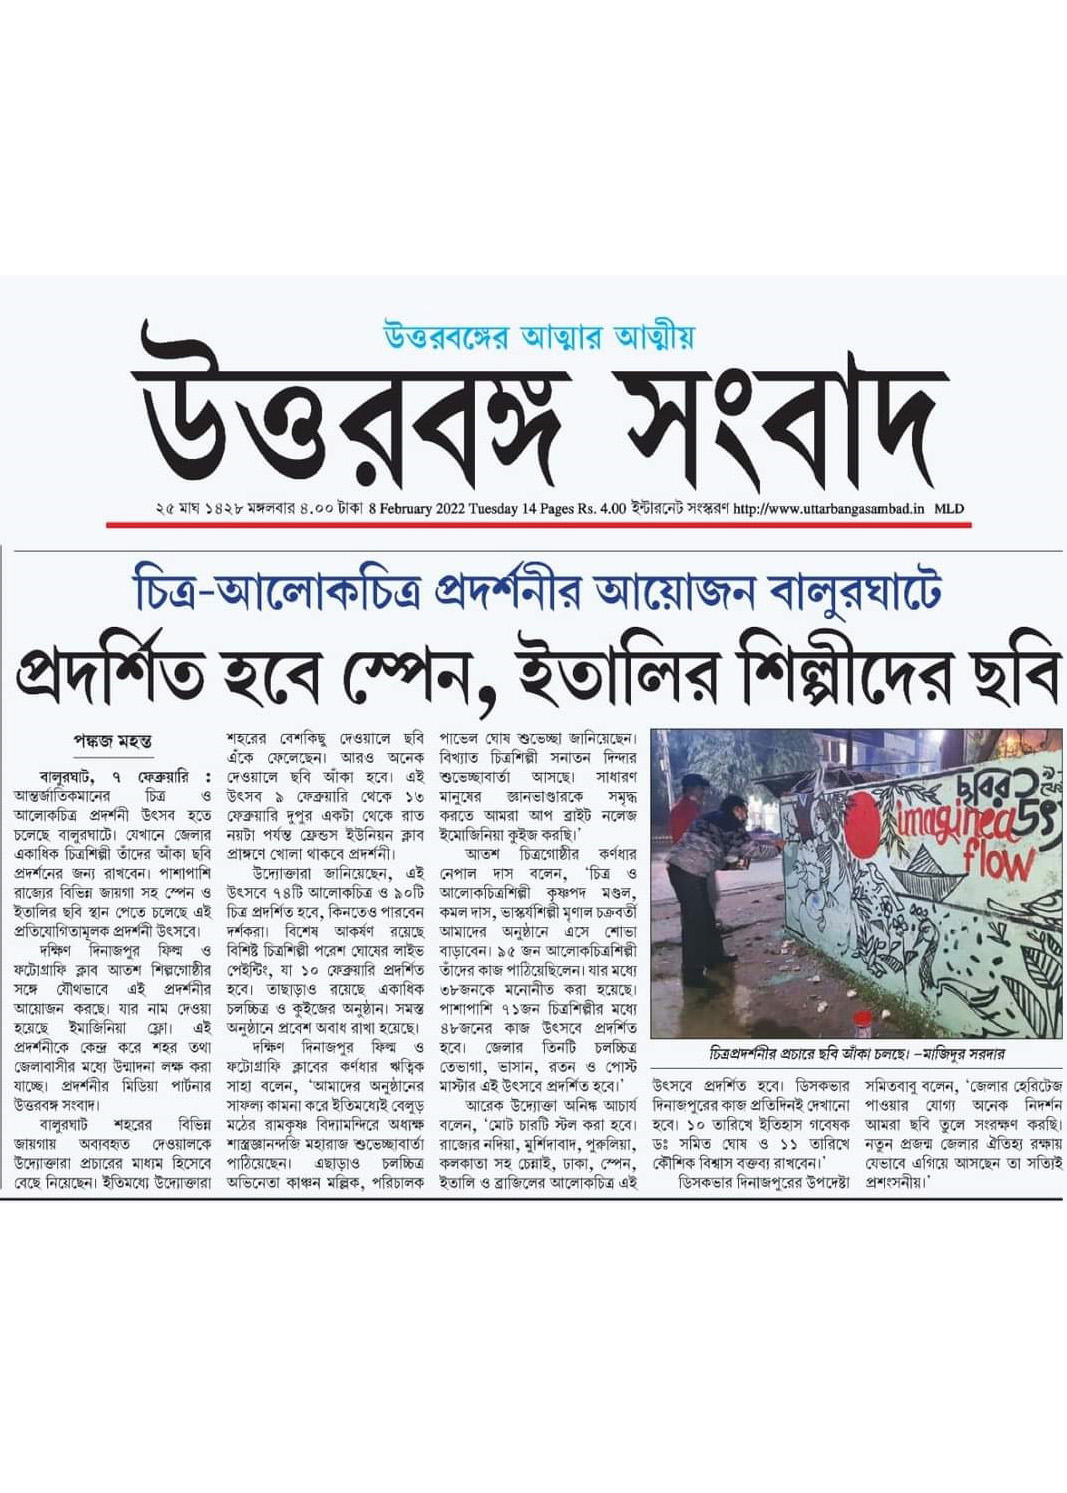 উত্তরবঙ্গের আত্মার আত্মীয়
উত্তরবঙ্গ সংবাদ
২৫ মাঘ ১৪২৮ মঙ্গলবার ৪.০০ টাকা 8 February 2022 Tuesday 14 Pages Rs. 4.00 ইন্টারনেট সংস্করণ http://www.uttarbangasambad.in MLD
চিত্র-আলোকচিত্র প্রদর্শনীর আয়োজন বালুরঘাটে
প্রদর্শিত হবে স্পেন, ইতালির শিল্পীদের ছবি
পঙ্কজ মহন্ত
বালুরঘাট, ৭ ফেব্রুয়ারি :
আন্তর্জাতিকমানের চিত্র ও
আলোকচিত্র প্রদর্শনী উৎসব হতে
চলেছে বালুরঘাটে। যেখানে জেলার
একাধিক চিত্রশিল্পী তাঁদের আঁকা ছবি
প্রদর্শনের জন্য রাখবেন। পাশাপাশি
রাজ্যের বিভিন্ন জায়গা সহ স্পেন ও
ইতালির ছবি স্থান পেতে চলেছে এই
প্রতিযোগিতামূলক প্রদর্শনী উৎসবে।
দক্ষিণ দিনাজপুর ফিল্ম ও
ফটোগ্রাফি ক্লাব আতশ শিল্পগোষ্ঠীর
সঙ্গে যৌথভাবে এই প্রদর্শনীর
আয়োজন করছে। যার নাম দেওয়া
হয়েছে ইমাজিনিয়া ফ্লো। এই
প্রদর্শনীকে কেন্দ্র করে শহর তথা
জেলাবাসীর মধ্যে উন্মাদনা লক্ষ করা
যাচ্ছে। প্রদর্শনীর মিডিয়া পার্টনার
উত্তরবঙ্গ সংবাদ।
বালুরঘাট শহরের বিভিন্ন
জায়গায় অব্যবহৃত দেওয়ালকে
উদ্যোক্তারা প্রচারের মাধ্যম হিসেবে
বেছে নিয়েছেন। ইতিমধ্যে উদ্যোক্তারা
শহরের বেশকিছু দেওয়ালে ছবি
এঁকে ফেলেছেন। আরও অনেক
দেওয়ালে ছবি আঁকা হবে। এই
উৎসব ৯ ফেব্রুয়ারি থেকে ১৩
ফেব্রুয়ারি দুপুর একটা থেকে রাত
নয়টা পর্যন্ত ফ্রেন্ডস ইউনিয়ন ক্লাব
প্রাঙ্গণে খোলা থাকবে প্রদর্শনী।
উদ্যোক্তারা জানিয়েছেন, এই
উৎসবে ৭৪টি আলোকচিত্র ও ৯০টি
চিত্র প্রদর্শিত হবে, কিনতেও পারবেন
দর্শকরা। বিশেষ আকর্ষণ রয়েছে
বিশিষ্ট চিত্রশিল্পী পরেশ ঘোষের লাইভ
পেইন্টিং, যা ১০ ফেব্রুয়ারি প্রদর্শিত
হবে। তাছাড়াও রয়েছে একাধিক
চলচ্চিত্র ও কুইজের অনুষ্ঠান। সমস্ত
অনুষ্ঠানে প্রবেশ অবাধ রাখা হয়েছে।
দক্ষিণ দিনাজপুর ফিল্ম ও
ফটোগ্রাফি ক্লাবের কর্ণধার ঋত্বিক
সাহা বলেন, ‘আমাদের অনুষ্ঠানের
সাফল্য কামনা করে ইতিমধ্যেই বেলুড়
মঠের রামকৃষ্ণ বিদ্যামন্দিরে অধ্যক্ষ
শাস্ত্রজ্ঞানন্দজি মহারাজ শুভেচ্ছাবার্তা
পাঠিয়েছেন। এছাড়াও চলচ্চিত্র
অভিনেতা কাঞ্চন মল্লিক, পরিচালক
পাভেল ঘোষ শুভেচ্ছা জানিয়েছেন।
বিখ্যাত চিত্রশিল্পী সনাতন দিন্দার
শুভেচ্ছাবার্তা আসছে। সাধারণ
মানুষের জ্ঞানভাণ্ডারকে সমৃদ্ধ
করতে আমরা আপ ব্রাইট নলেজ
ইমোজিনিয়া কুইজ করছি।’
আতশ চিত্রগোষ্ঠীর কর্ণধার
নেপাল দাস বলেন, ‘চিত্র ও
আলোকচিত্রশিল্পী কৃষ্ণপদ মণ্ডল,
কমল দাস, ভাস্কর্যশিল্পী মৃণাল চক্রবর্তী
আমাদের অনুষ্ঠানে এসে শোভা
বাড়াবেন। ৯৫ জন আলোকচিত্রশিল্পী
তাঁদের কাজ পাঠিয়েছিলেন। যার মধ্যে
৩৮জনকে মনোনীত করা হয়েছে।
পাশাপাশি ৭১জন চিত্রশিল্পীর মধ্যে
৪৮জনের কাজ উৎসবে প্রদর্শিত
হবে। জেলার তিনটি চলচ্চিত্র
তেভাগা, ভাসান, রতন ও পোস্ট
মাস্টার এই উৎসবে প্রদর্শিত হবে।’
আরেক উদ্যোক্তা অনিন্ধ আচার্য
বলেন, ‘মোট চারটি স্টল করা হবে।
রাজ্যের নদিয়া, মুর্শিদাবাদ, পুরুলিয়া,
কলকাতা সহ চেন্নাই, ঢাকা, স্পেন,
ইতালি ও ব্রাজিলের আলোকচিত্র এই
ছবির
imaginea
flow
চিত্রপ্রদর্শনীর প্রচারে ছবি আঁকা চলছে। –মাজিদুর সরদার
উৎসবে প্রদর্শিত হবে। ডিসকভার
দিনাজপুরের কাজ প্রতিদিনই দেখানো
হবে। ১০ তারিখে ইতিহাস গবেষক
ডঃ সমিত ঘোষ ও ১১ তারিখে
কৌশিক বিশ্বাস বক্তব্য রাখবেন।’
ডিসকভার দিনাজপুরের উপদেষ্টা
সমিতবাবু বলেন, ‘জেলার হেরিটেজ
পাওয়ার যোগ্য অনেক নিদর্শন
আমরা ছবি তুলে সংরক্ষণ করছি।
নতুন প্রজন্ম জেলার ঐতিহ্য রক্ষায়
যেভাবে এগিয়ে আসছেন তা সত্যিই
প্রশংসনীয়।’